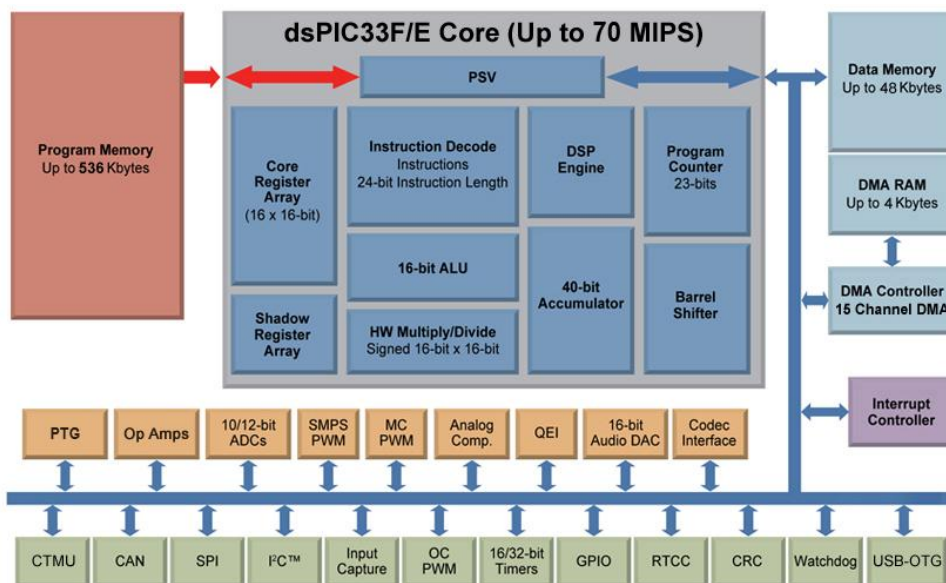 dsPIC33F/E Core (Up to 70 MIPS)
Program Memory
Up to 536 Kbytes
PSV
Core
Register
Array
(16 x 16-bit)
Instruction Decode
Instructions
24-bit Instruction Length
DSP
Engine
Program
Counter
23-bits
16-bit ALU
40-bit
Accumulator
Barrel
Shifter
Shadow
Register
Array
HW Multiply/Divide
Signed 16-bit x 16-bit
Data Memory
Up to 48 Kbytes
DMA RAM
Up to 4 Kbytes
DMA Controller
15 Channel DMA
Interrupt
Controller
PTG
Op Amps
10/12-bit
ADCs
SMPS
PWM
MC
PWM
Analog
Comp.
QEI
16-bit
Audio DAC
Codec
Interface
CTMU
CAN
SPI
I²C™
Input
Capture
OC
PWM
16/32-bit
Timers
GPIO
RTCC
CRC
Watchdog
USB-OTG